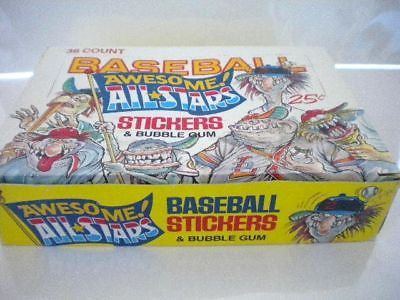 36 COUNT
BASEBALL
AWESOME!
ALL★STARS
25¢
STICKERS
& BUBBLE GUM
AWESOME!
ALL★STARS
BASEBALL
STICKERS
& BUBBLE GUM